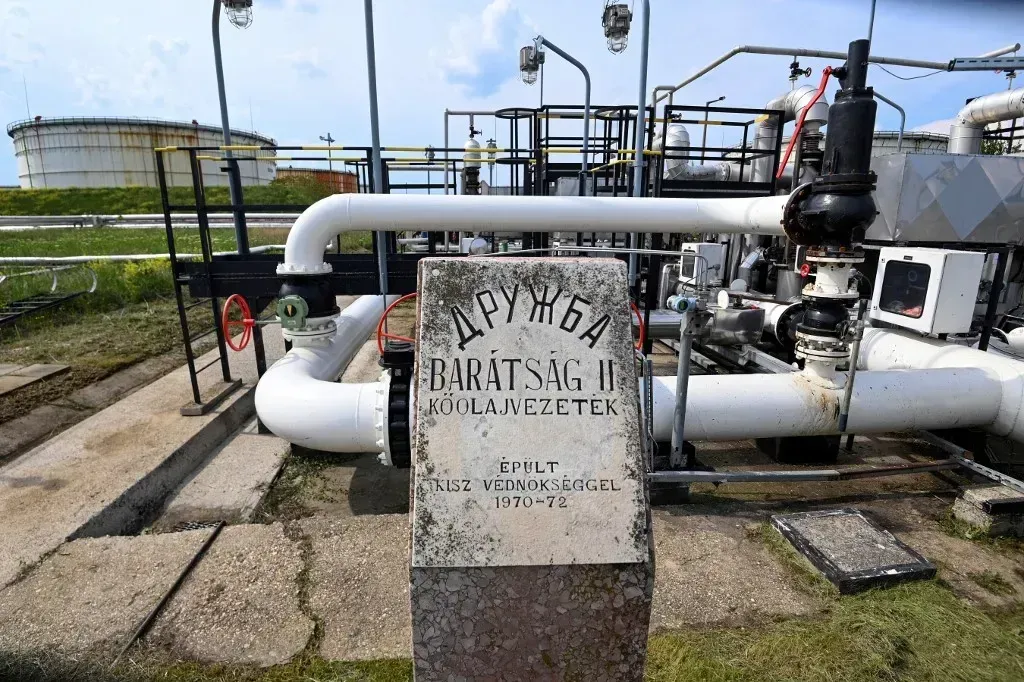 ДРУЖБА
BARÁTSÁG II
KŐOLAJVEZETÉK
ÉPÜLT
KISZ VÉDNÖKSÉGGEL
1970-72